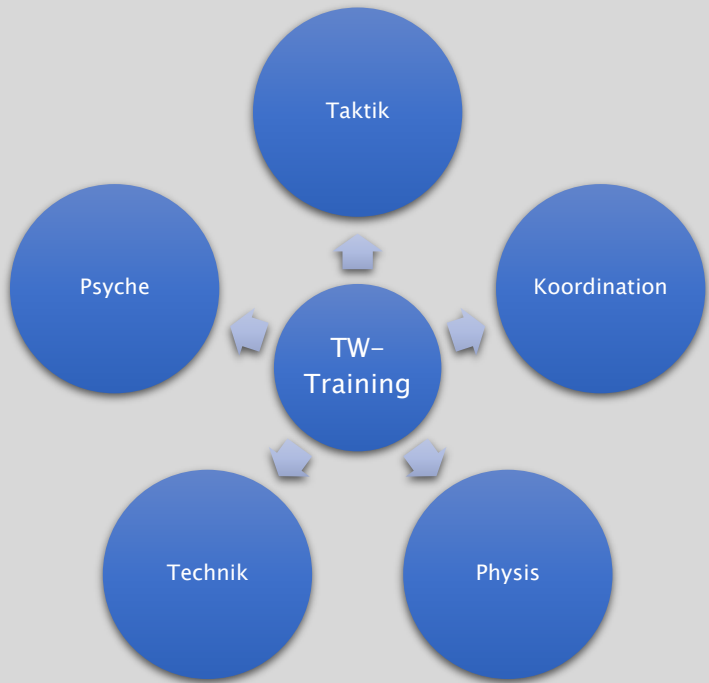 Taktik
Psyche
Koordination
TW-
Training
Technik
Physis